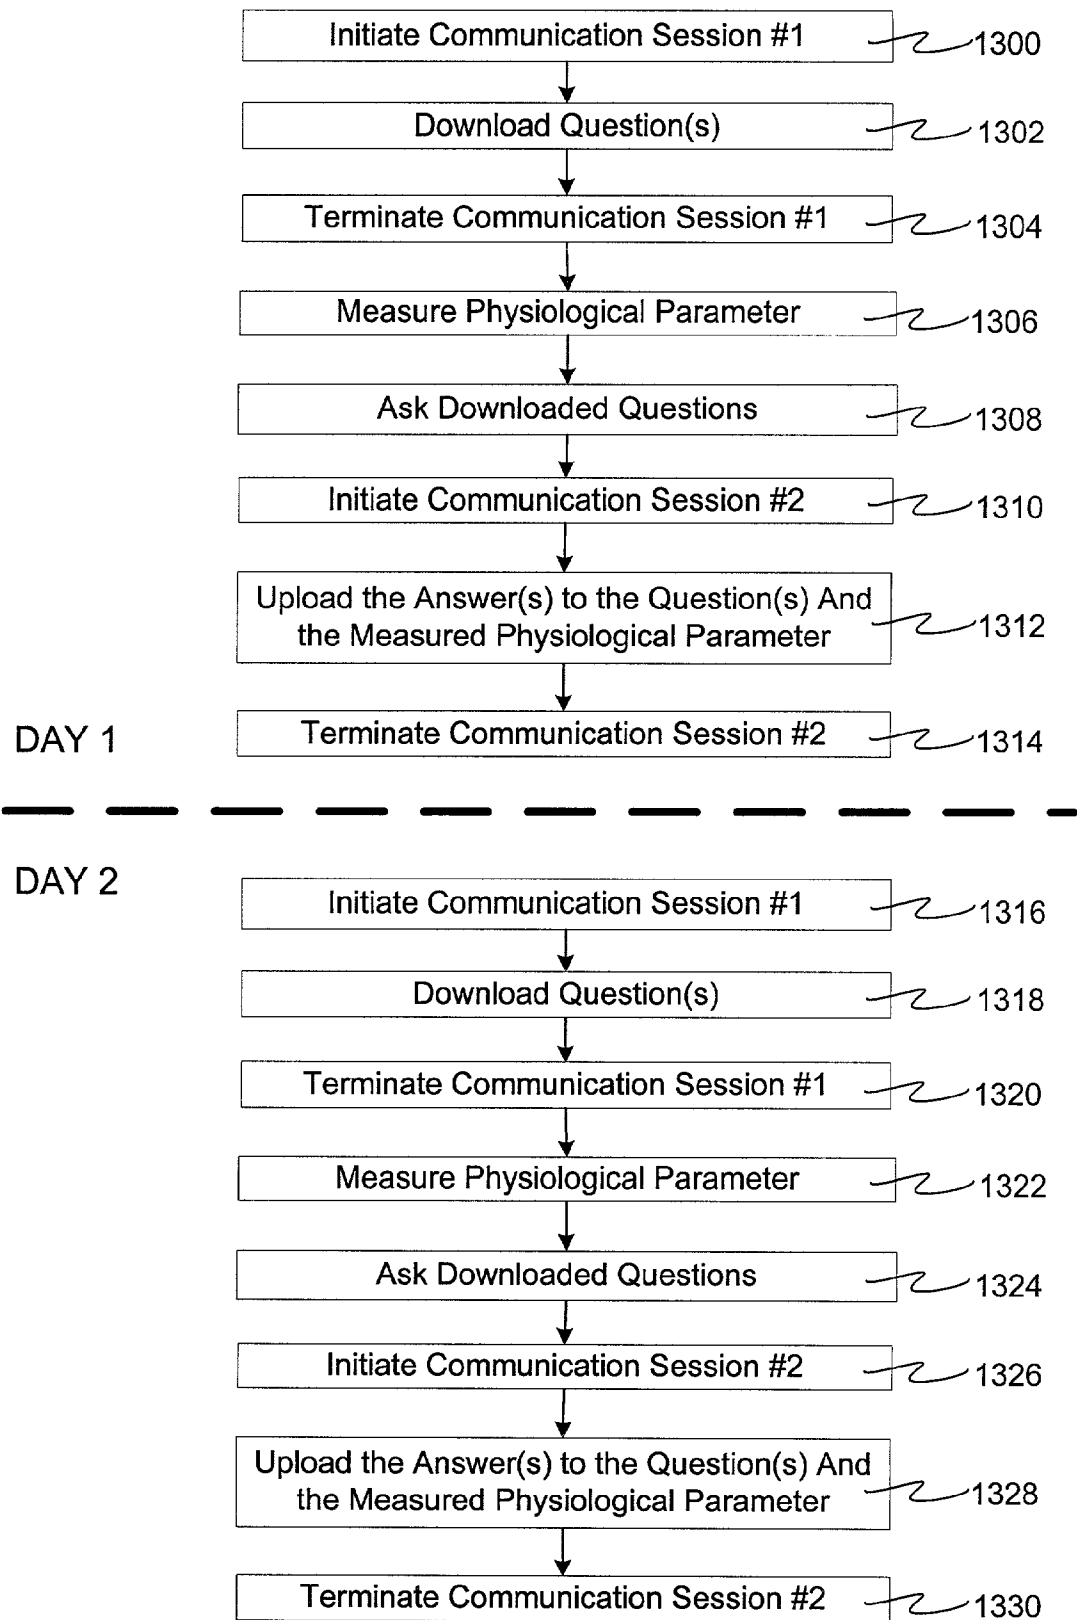 Initiate Communication Session #1 1300
Download Question(s) 1302
Terminate Communication Session #1 1304
Measure Physiological Parameter 1306
Ask Downloaded Questions 1308
Initiate Communication Session #2 1310
Upload the Answer(s) to the Question(s) And
the Measured Physiological Parameter 1312
DAY 1
Terminate Communication Session #2 1314
DAY 2
Initiate Communication Session #1 1316
Download Question(s) 1318
Terminate Communication Session #1 1320
Measure Physiological Parameter 1322
Ask Downloaded Questions 1324
Initiate Communication Session #2 1326
Upload the Answer(s) to the Question(s) And
the Measured Physiological Parameter 1328
Terminate Communication Session #2 1330